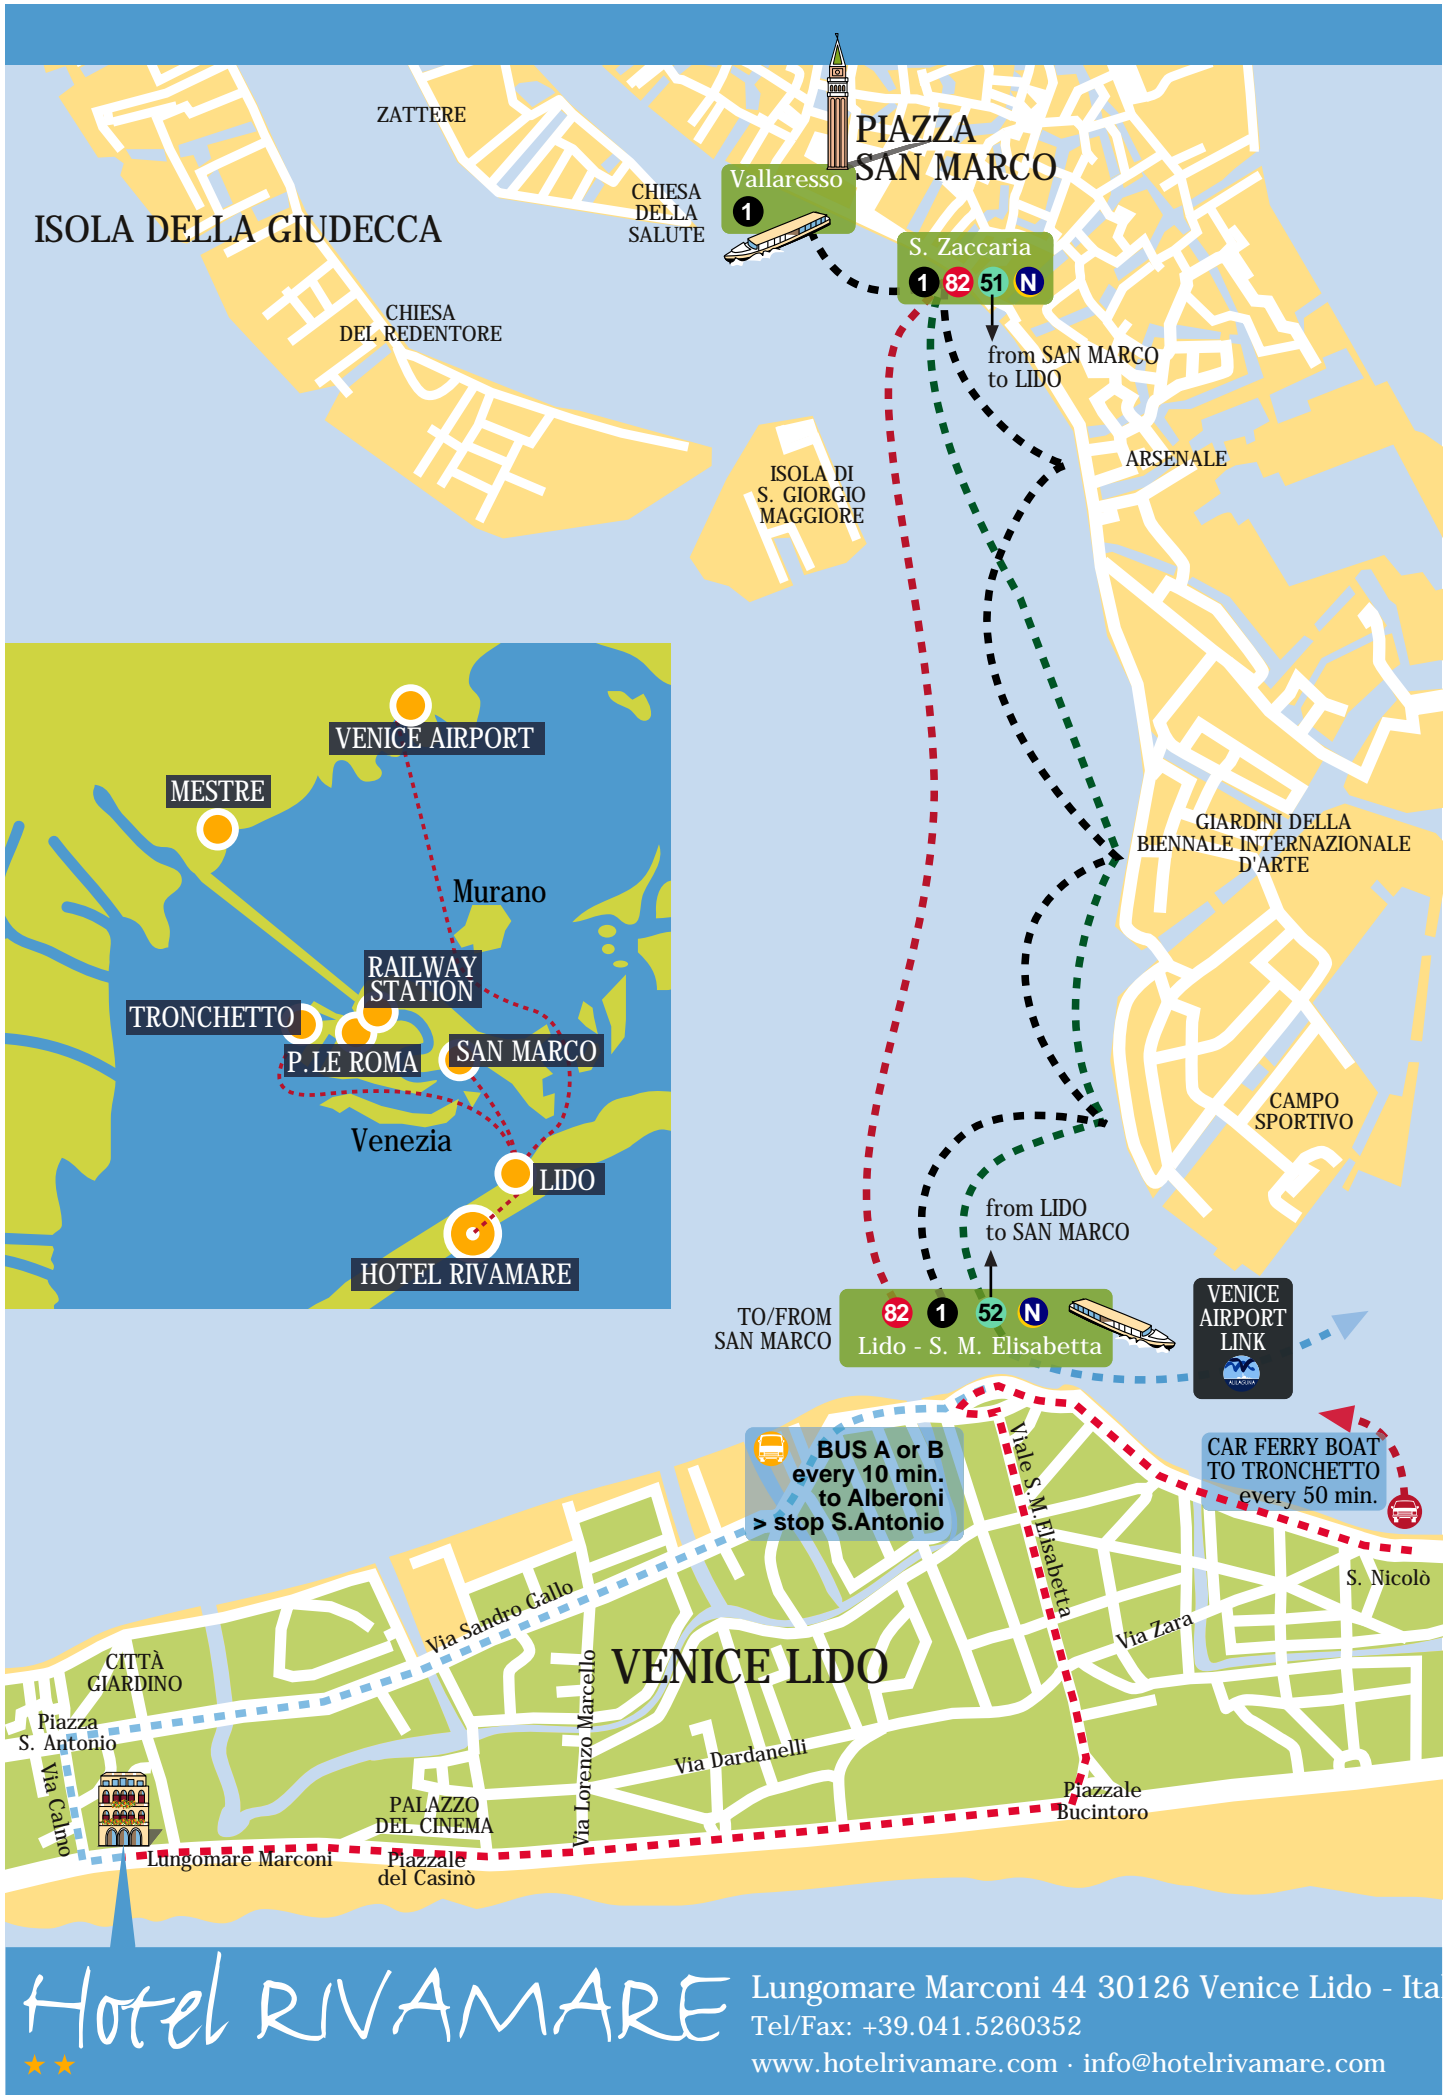 ZATTERE
PIAZZA
SAN MARCO
Vallaresso
1
CHIESA
DELLA
SALUTE
ISOLA DELLA GIUDECCA
S. Zaccaria
1 82 51 N
CHIESA
DEL REDENTORE
from SAN MARCO
to LIDO
ARSENALE
ISOLA DI
S. GIORGIO
MAGGIORE
VENICE AIRPORT
MESTRE
Murano
RAILWAY
STATION
TRONCHETTO
P.LE ROMA
SAN MARCO
Venezia
LIDO
HOTEL RIVAMARE
GIARDINI DELLA
BIENNALE INTERNAZIONALE
D'ARTE
CAMPO
SPORTIVO
from LIDO
to SAN MARCO
TO/FROM
SAN MARCO
82 1 52 N
Lido - S. M. Elisabetta
VENICE
AIRPORT
LINK
ALILAGUNA
BUS A or B
every 10 min.
to Alberoni
> stop S.Antonio
Viale S.M.Elisabetta
CAR FERRY BOAT
TO TRONCHETTO
every 50 min.
S. Nicolò
Via Sandro Gallo
Via Zara
VENICE LIDO
CITTÀ
GIARDINO
Via Lorenzo Marcello
Piazza
S. Antonio
Via Dardanelli
Via Calmo
PALAZZO
DEL CINEMA
Piazzale
Bucintoro
Lungomare Marconi
Piazzale
del Casinò
Hotel RIVAMARE
Lungomare Marconi 44 30126 Venice Lido - Ita
Tel/Fax: +39.041.5260352
www.hotelrivamare.com · info@hotelrivamare.com